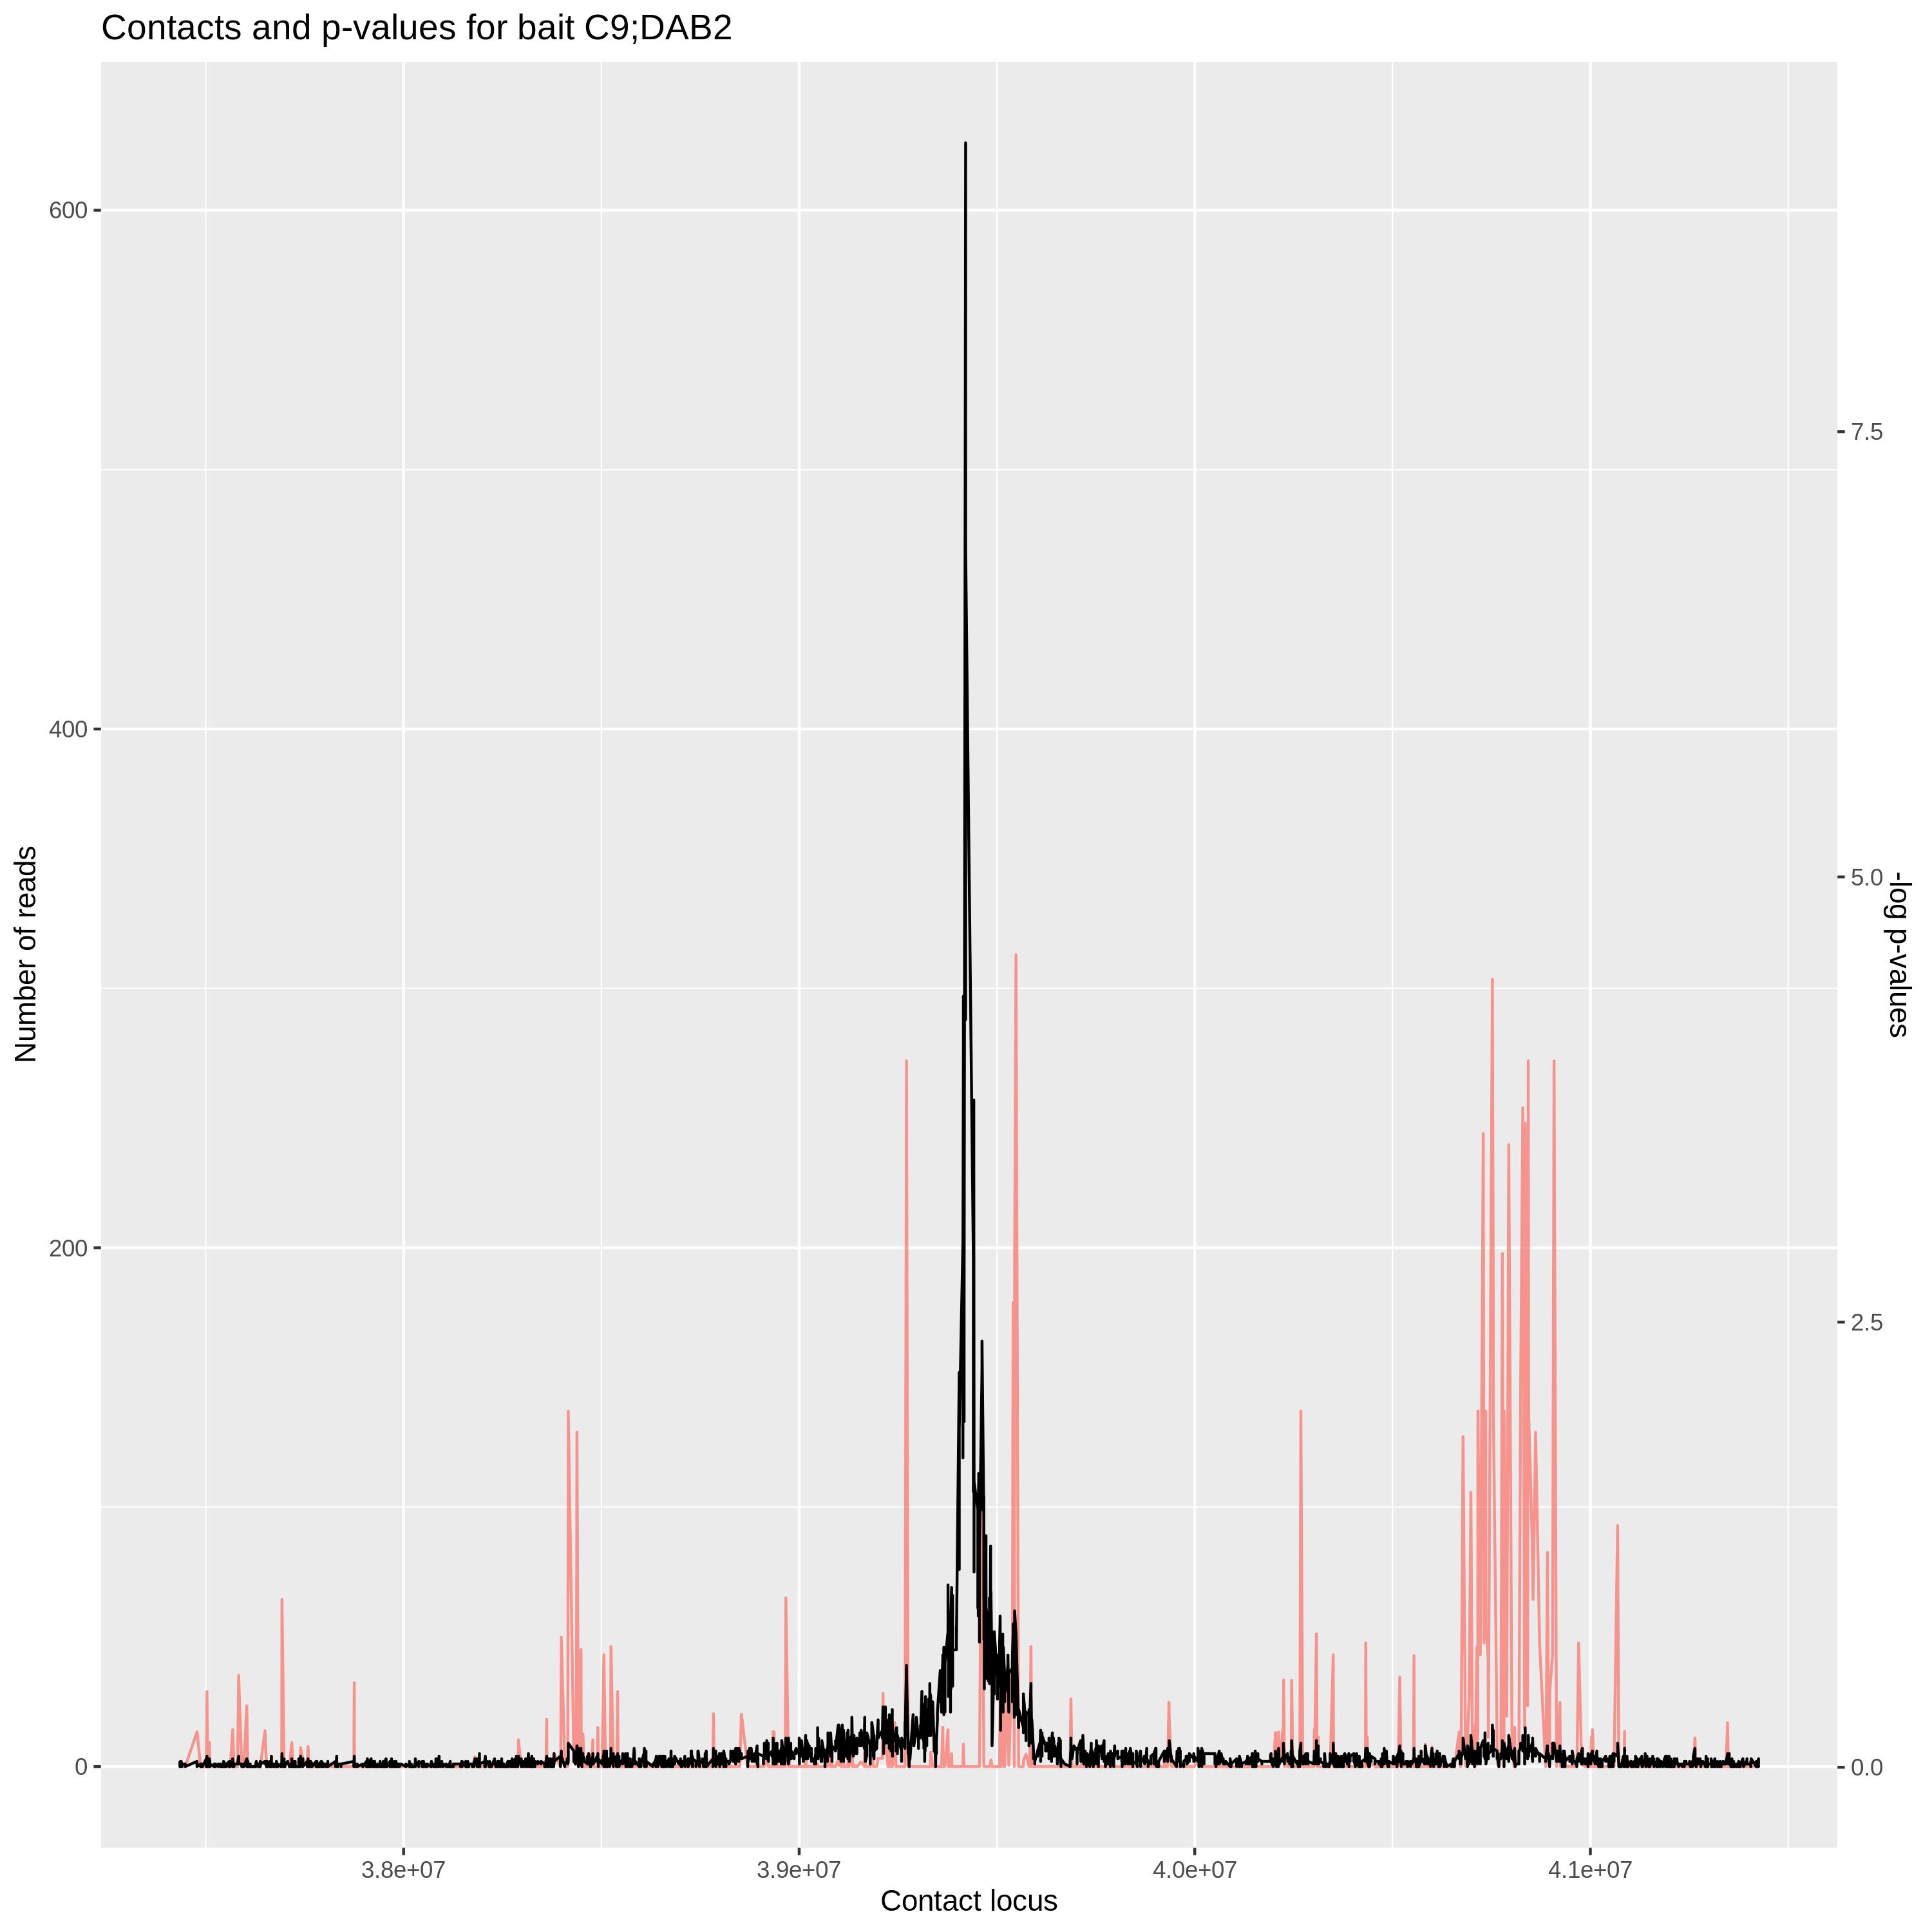 Contacts and p-values for bait C9;DAB2
600
400
200
0
Number of reads
7.5
5.0
2.5
0.0
-log p-values
3.8e+07
3.9e+07
4.0e+07
4.1e+07
Contact locus